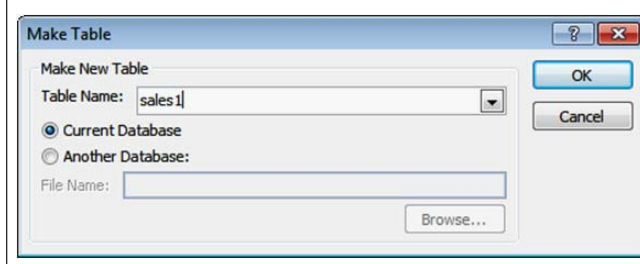 Make Table
Make New Table
Table Name: sales1
Current Database
Another Database:
File Name:
Browse...
OK
Cancel